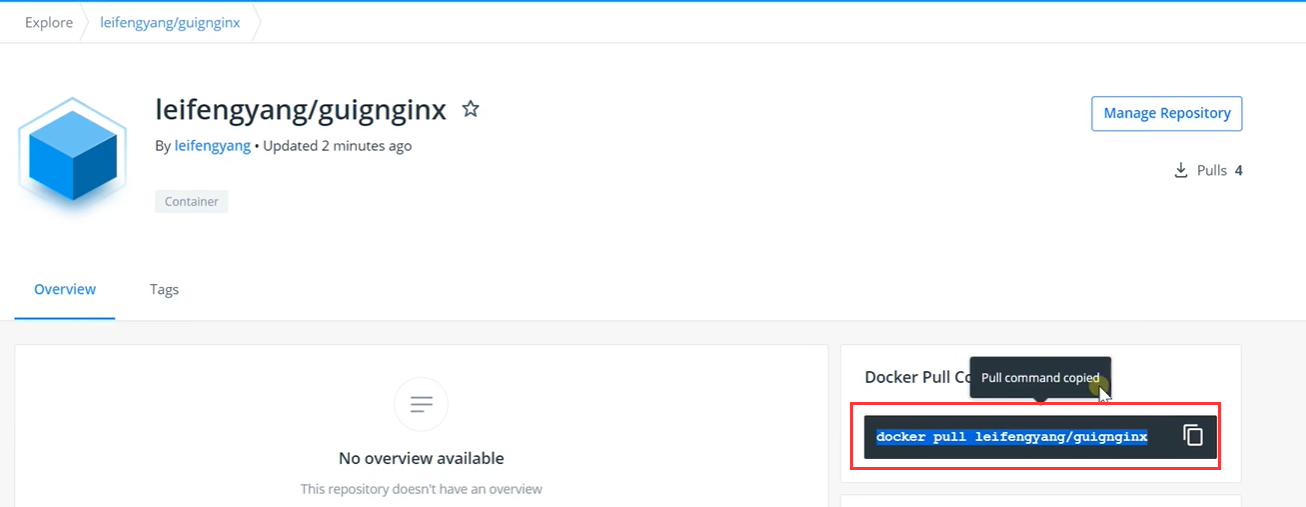 Explore leifengyang/guignginx
leifengyang/guignginx
By leifengyang • Updated 2 minutes ago
Container
Manage Repository
Pulls 4
Overview Tags
No overview available
This repository doesn't have an overview
Docker Pull Co
Pull command copied
docker pull leifengyang/guignginx